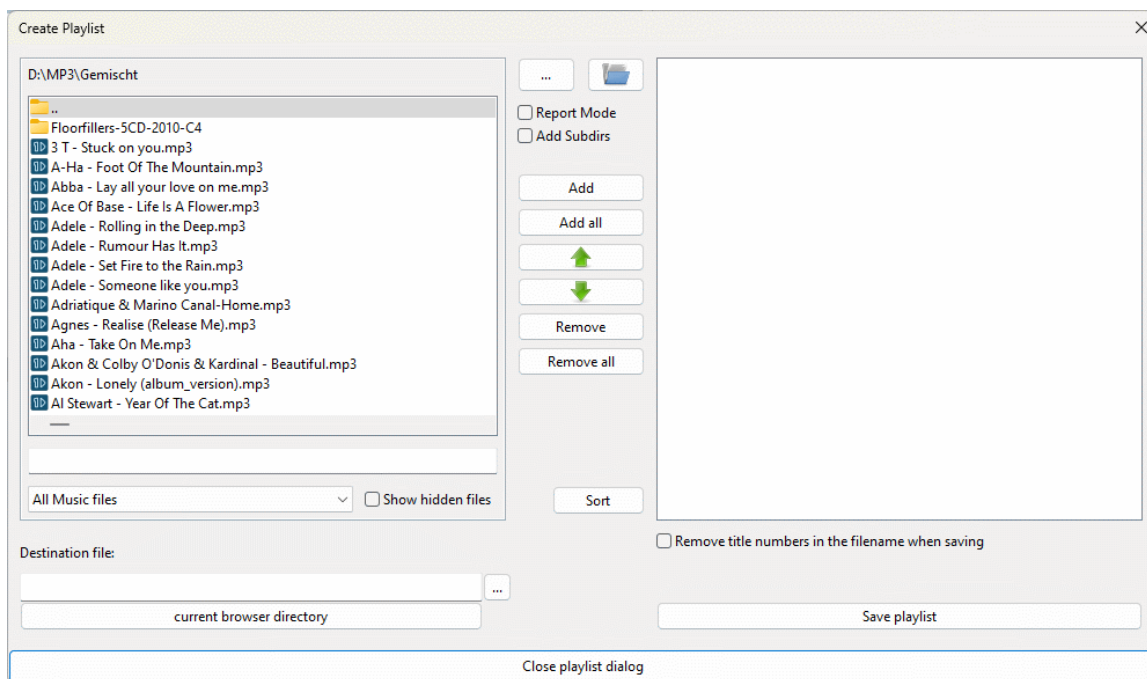 Create Playlist
D:\MP3\Gemischt
..
Floorfillers-5CD-2010-C4
3 T - Stuck on you.mp3
A-Ha - Foot Of The Mountain.mp3
Abba - Lay all your love on me.mp3
Ace Of Base - Life Is A Flower.mp3
Adele - Rolling in the Deep.mp3
Adele - Rumour Has It.mp3
Adele - Set Fire to the Rain.mp3
Adele - Someone like you.mp3
Adriatique & Marino Canal-Home.mp3
Agnes - Realise (Release Me).mp3
Aha - Take On Me.mp3
Akon & Colby O'Donis & Kardinal - Beautiful.mp3
Akon - Lonely (album_version).mp3
Al Stewart - Year Of The Cat.mp3
All Music files
Show hidden files
...
Report Mode
Add Subdirs
Add
Add all
Remove
Remove all
Sort
Remove title numbers in the filename when saving
Destination file:
...
current browser directory
Save playlist
Close playlist dialog